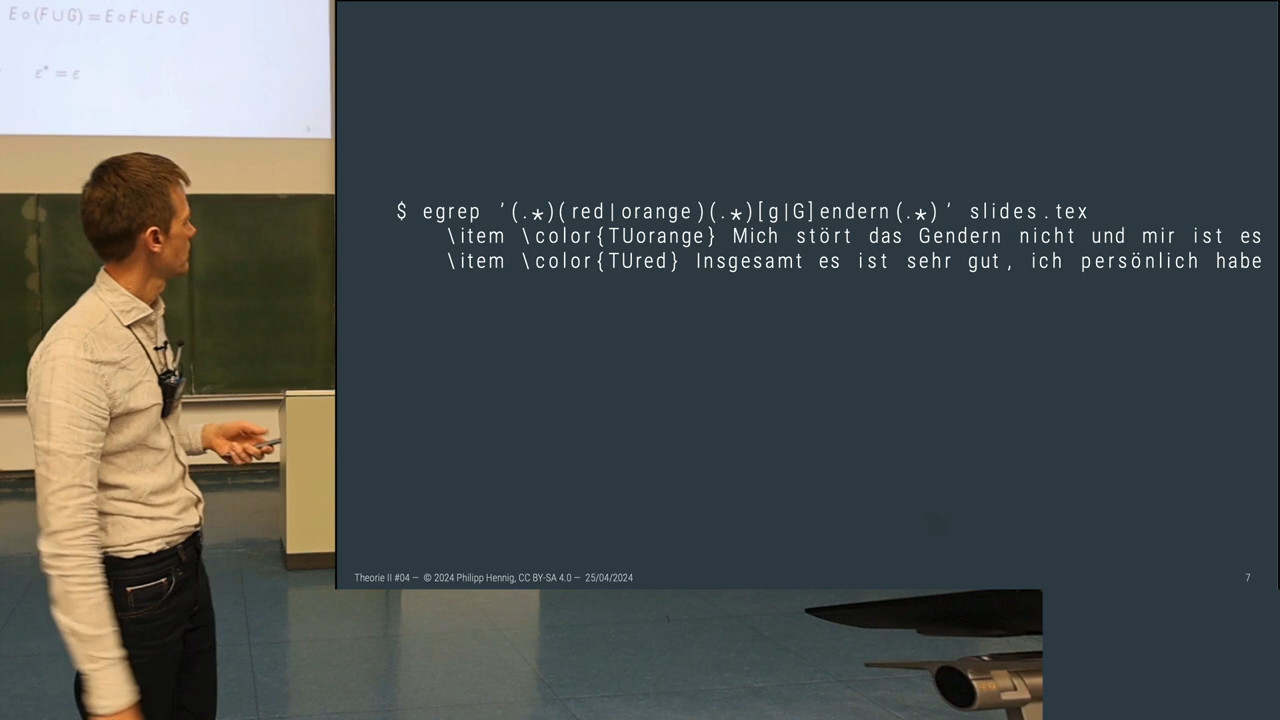 E∘(F∪G) = E∘F∪E∘G
ε* = ε
$ egrep '(.*)(red|orange)(.*)[g|G]endern(.*)' slides.tex
\item \color{TUorange} Mich stört das Gendern nicht und mir ist es
\item \color{TUred} Insgesamt es ist sehr gut, ich persönlich habe
Theorie II #04 — © 2024 Philipp Hennig, CC BY-SA 4.0 — 25/04/2024
7